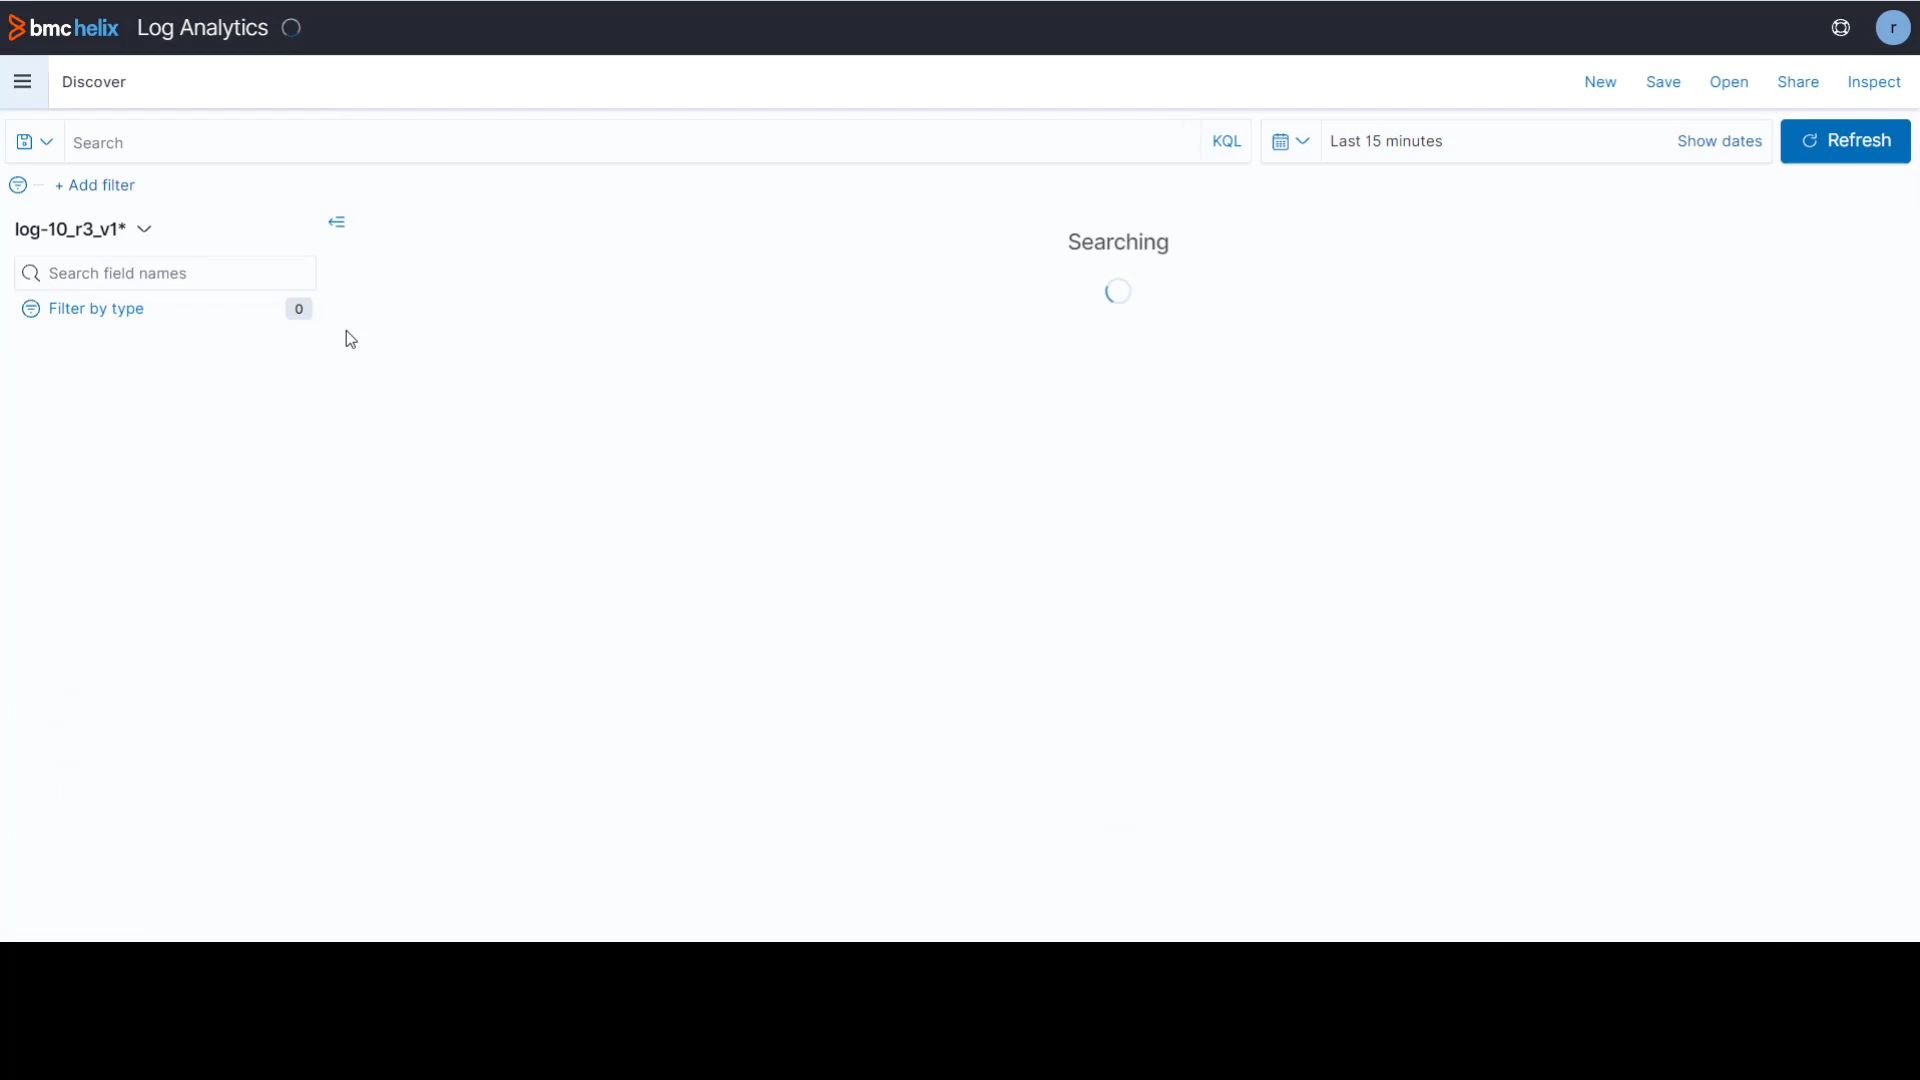 bmc helix Log Analytics r
Discover New Save Open Share Inspect
Search KQL Last 15 minutes Show dates Refresh
+ Add filter
log-10_r3_v1*
Searching
Search field names
Filter by type 0